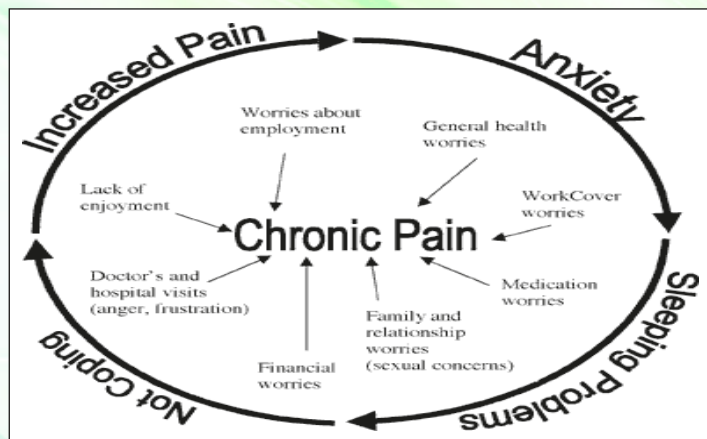 Increased Pain
Anxiety
Worries about
employment
General health
worries
Lack of
enjoyment
WorkCover
worries
Chronic Pain
Doctor's and
hospital visits
(anger, frustration)
Medication
worries
Family and
relationship
worries
(sexual concerns)
Financial
worries
Not Coping
Sleeping Problems